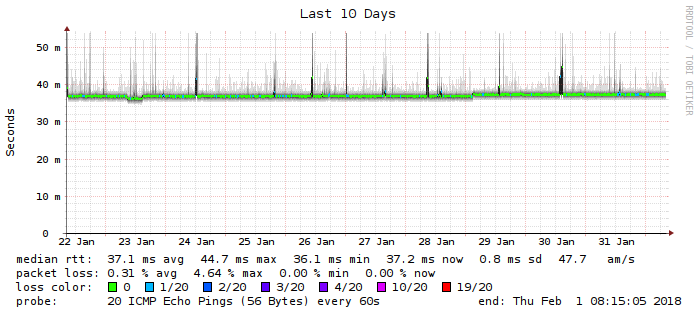 Last 10 Days
RRDTOOL / TOBI OETIKER
Seconds
50 m
40 m
30 m
20 m
10 m
0
22 Jan 23 Jan 24 Jan 25 Jan 26 Jan 27 Jan 28 Jan 29 Jan 30 Jan 31 Jan
median rtt: 37.1 ms avg 44.7 ms max 36.1 ms min 37.2 ms now 0.8 ms sd 47.7 am/s
packet loss: 0.31 % avg 4.64 % max 0.00 % min 0.00 % now
loss color: 0 1/20 2/20 3/20 4/20 10/20 19/20
probe: 20 ICMP Echo Pings (56 Bytes) every 60s end: Thu Feb 1 08:15:05 2018